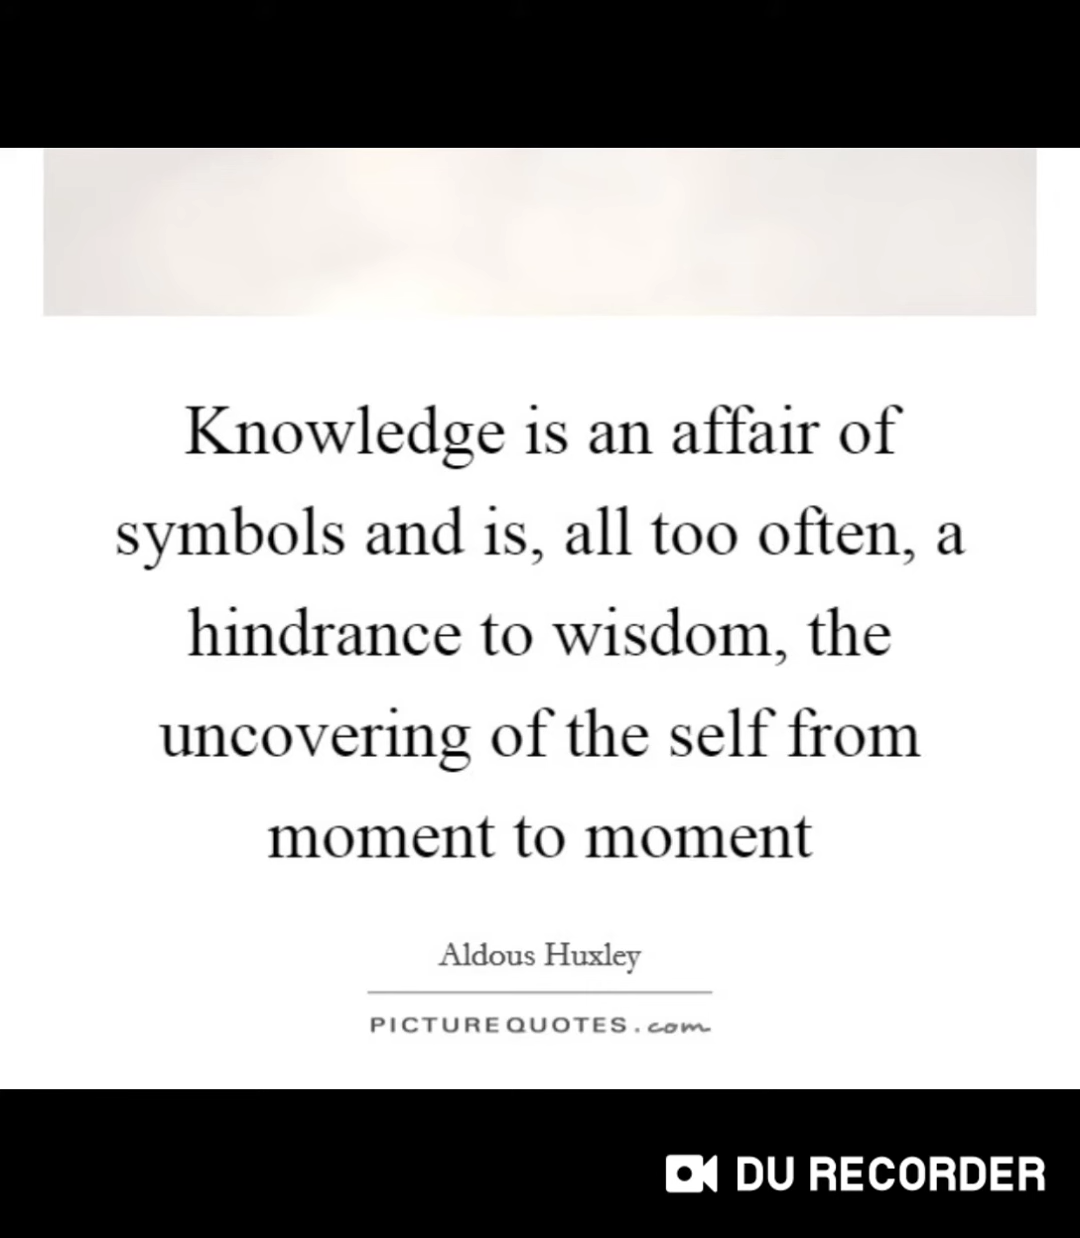 Knowledge is an affair of
symbols and is, all too often, a
hindrance to wisdom, the
uncovering of the self from
moment to moment
Aldous Huxley
PICTUREQUOTES.com
DU RECORDER